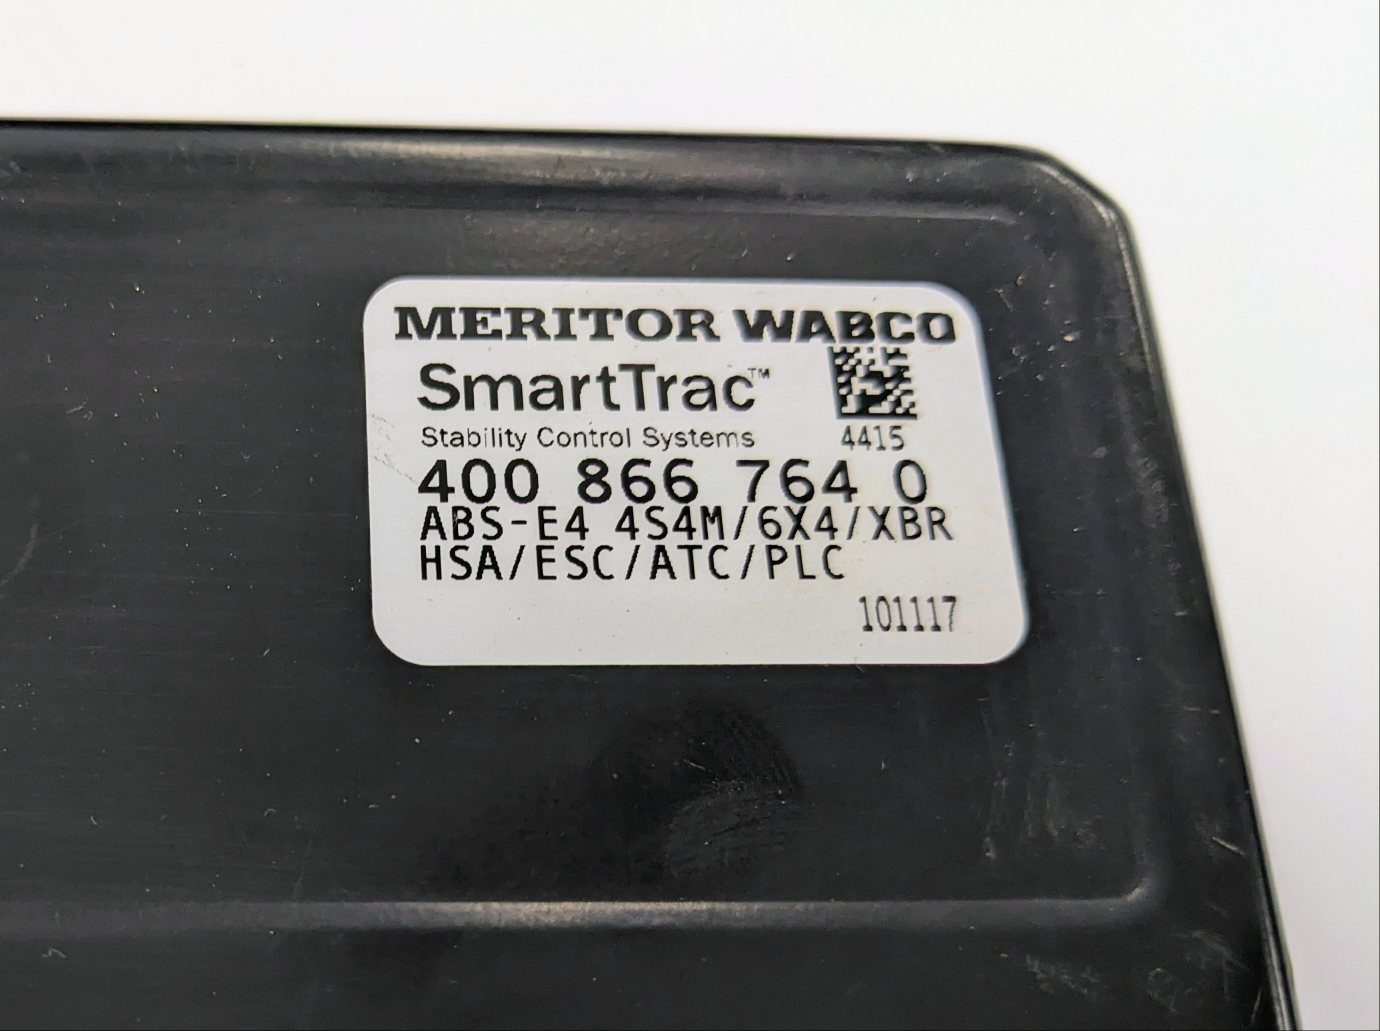 MERITOR WABCO
SmartTrac™
Stability Control Systems
4415
400 866 764 0
ABS-E4 4S4M/6X4/XBR
HSA/ESC/ATC/PLC
101117